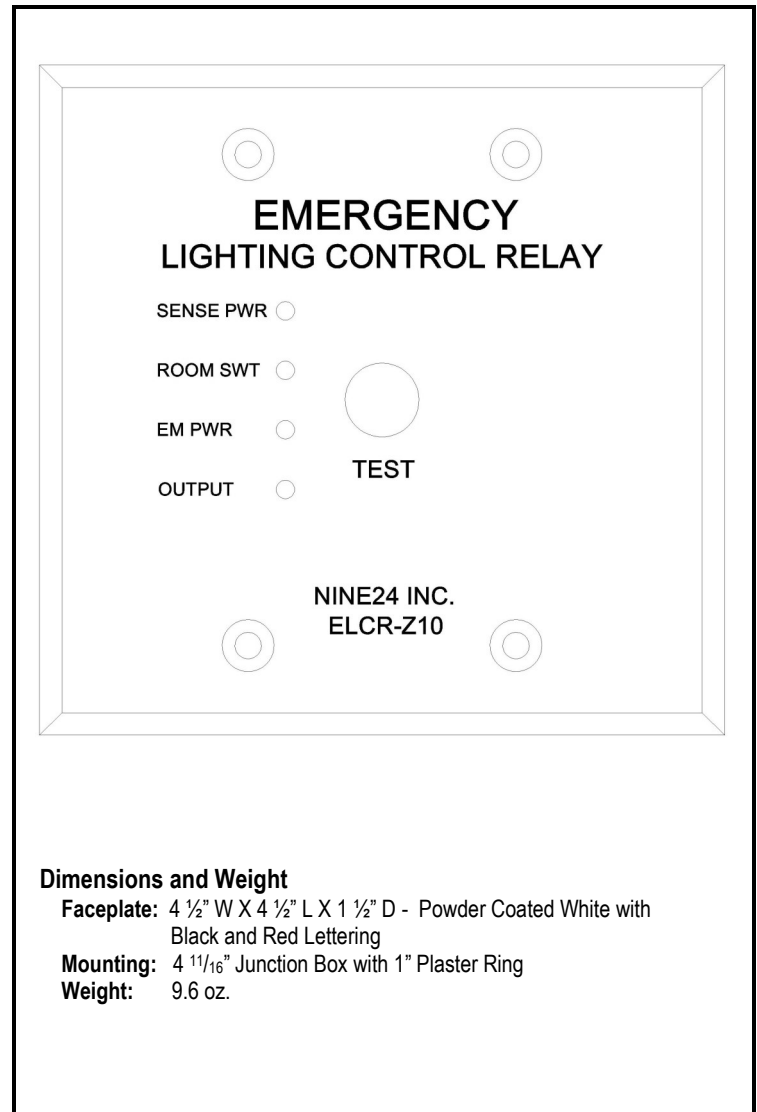 EMERGENCY
LIGHTING CONTROL RELAY
SENSE PWR
ROOM SWT
EM PWR
OUTPUT
TEST
NINE24 INC.
ELCR-Z10
Dimensions and Weight
Faceplate: 4 ½” W X 4 ½” L X 1 ½” D - Powder Coated White with
Black and Red Lettering
Mounting: 4 11/16” Junction Box with 1” Plaster Ring
Weight: 9.6 oz.